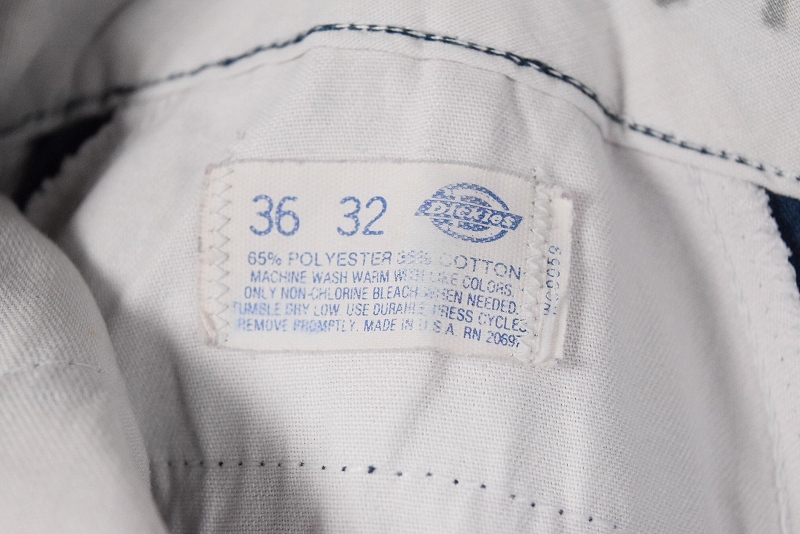 36 32 Dickies
65% POLYESTER 35% COTTON
MACHINE WASH WARM WITH LIKE COLORS,
ONLY NON-CHLORINE BLEACH WHEN NEEDED.
TUMBLE DRY LOW. USE DURABLE PRESS CYCLES
REMOVE PROMPTLY. MADE IN U.S.A. RN 20697